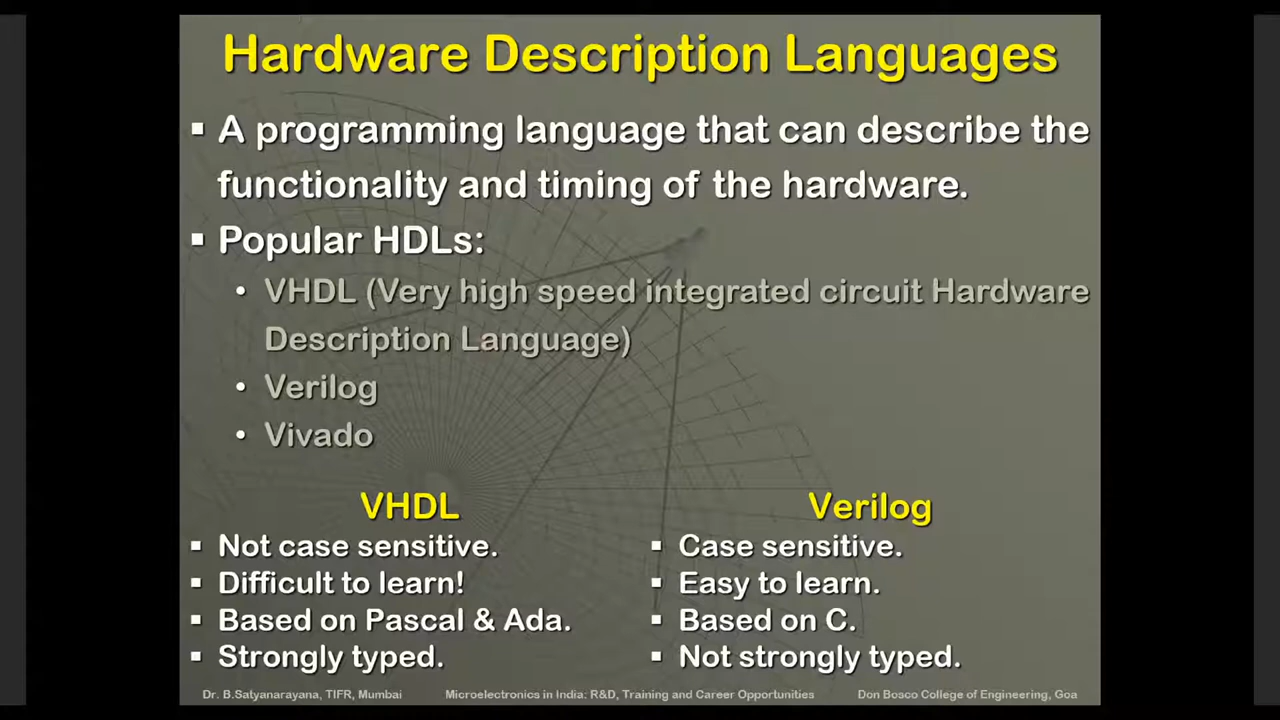 Hardware Description Languages
▪ A programming language that can describe the
functionality and timing of the hardware.
▪ Popular HDLs:
• VHDL (Very high speed integrated circuit Hardware
Description Language)
• Verilog
• Vivado
VHDL
▪ Not case sensitive.
▪ Difficult to learn!
▪ Based on Pascal & Ada.
▪ Strongly typed.
Verilog
▪ Case sensitive.
▪ Easy to learn.
▪ Based on C.
▪ Not strongly typed.
Dr. B.Satyanarayana, TIFR, Mumbai
Microelectronics in India: R&D, Training and Career Opportunities
Don Bosco College of Engineering, Goa